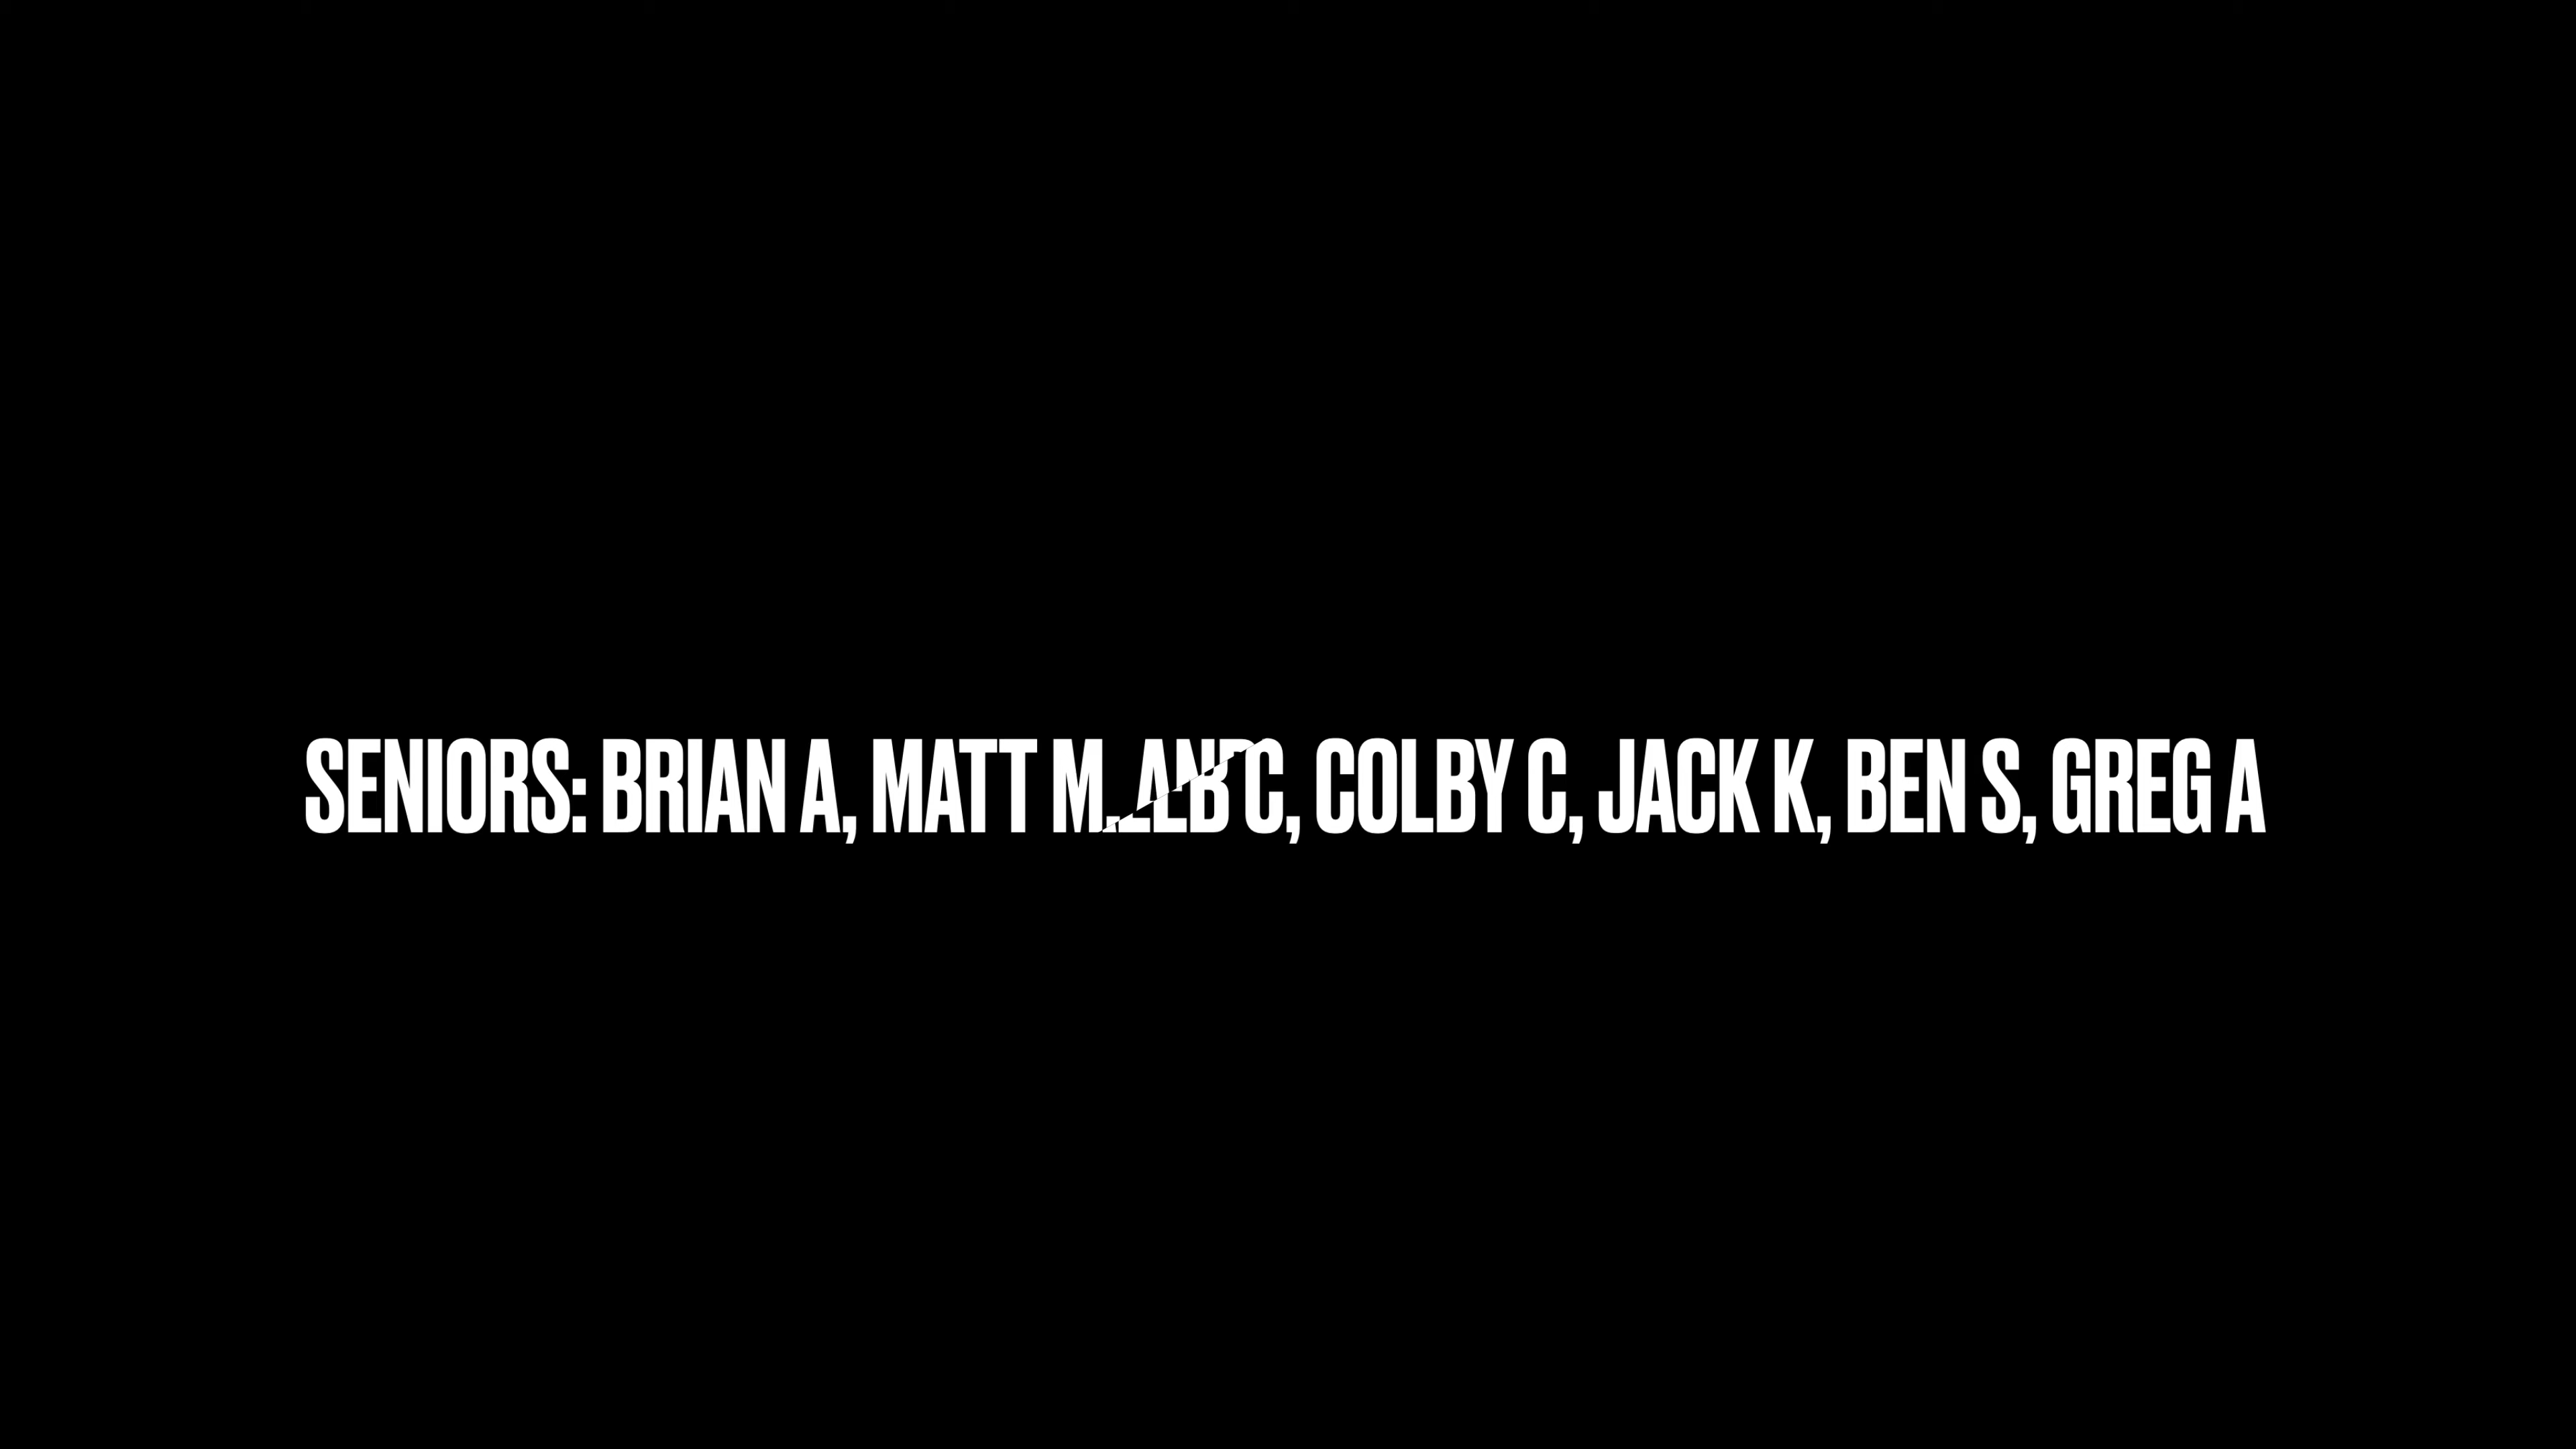 SENIORS: BRIAN A, MATT M, C, COLBY C, JACK K, BEN S, GREG A